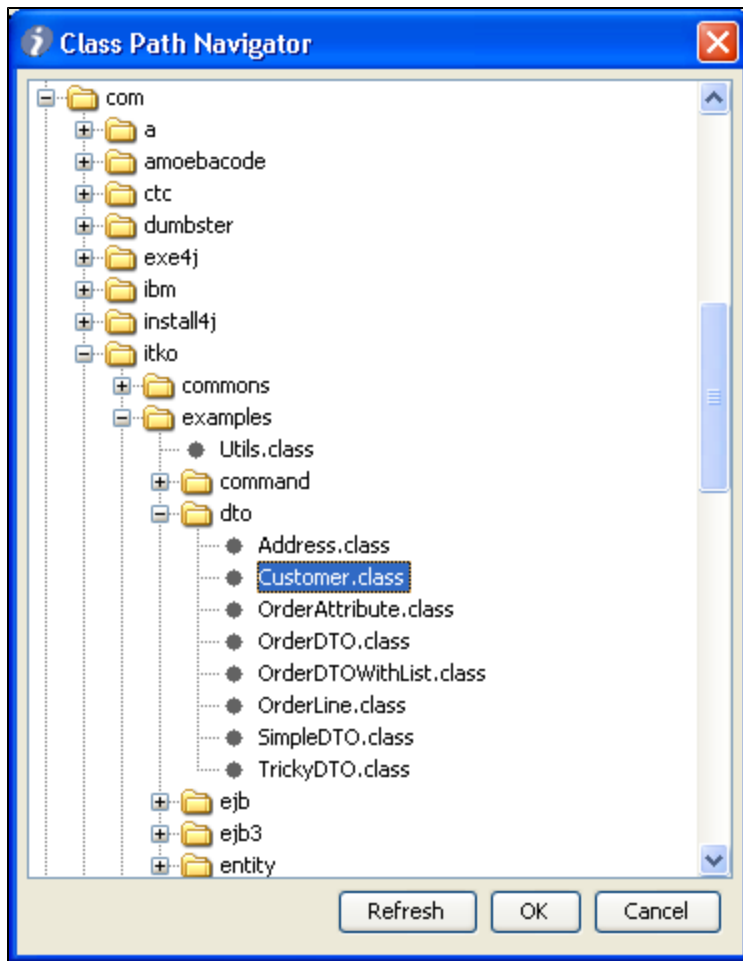 Class Path Navigator
com
a
amoebacode
ctc
dumbster
exe4j
ibm
install4j
itko
commons
examples
Utils.class
command
dto
Address.class
Customer.class
OrderAttribute.class
OrderDTO.class
OrderDTOWithList.class
OrderLine.class
SimpleDTO.class
TrickyDTO.class
ejb
ejb3
entity
Refresh OK Cancel